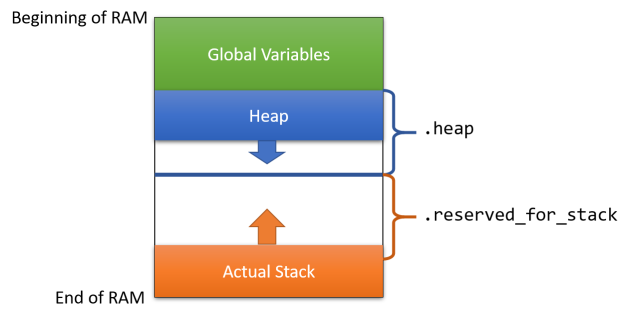 Beginning of RAM
Global Variables
Heap
.heap
.reserved_for_stack
Actual Stack
End of RAM